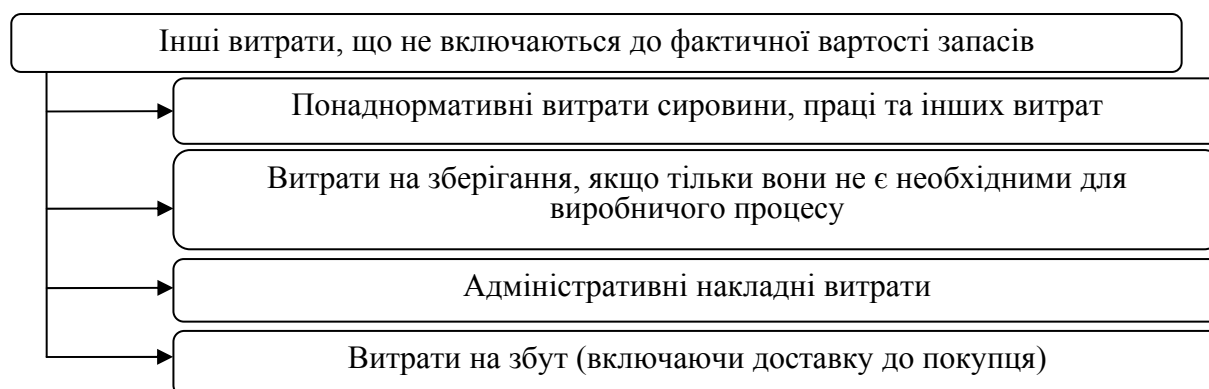 Інші витрати, що не включаються до фактичної вартості запасів
Понаднормативні витрати сировини, праці та інших витрат
Витрати на зберігання, якщо тільки вони не є необхідними для
виробничого процесу
Адміністративні накладні витрати
Витрати на збут (включаючи доставку до покупця)